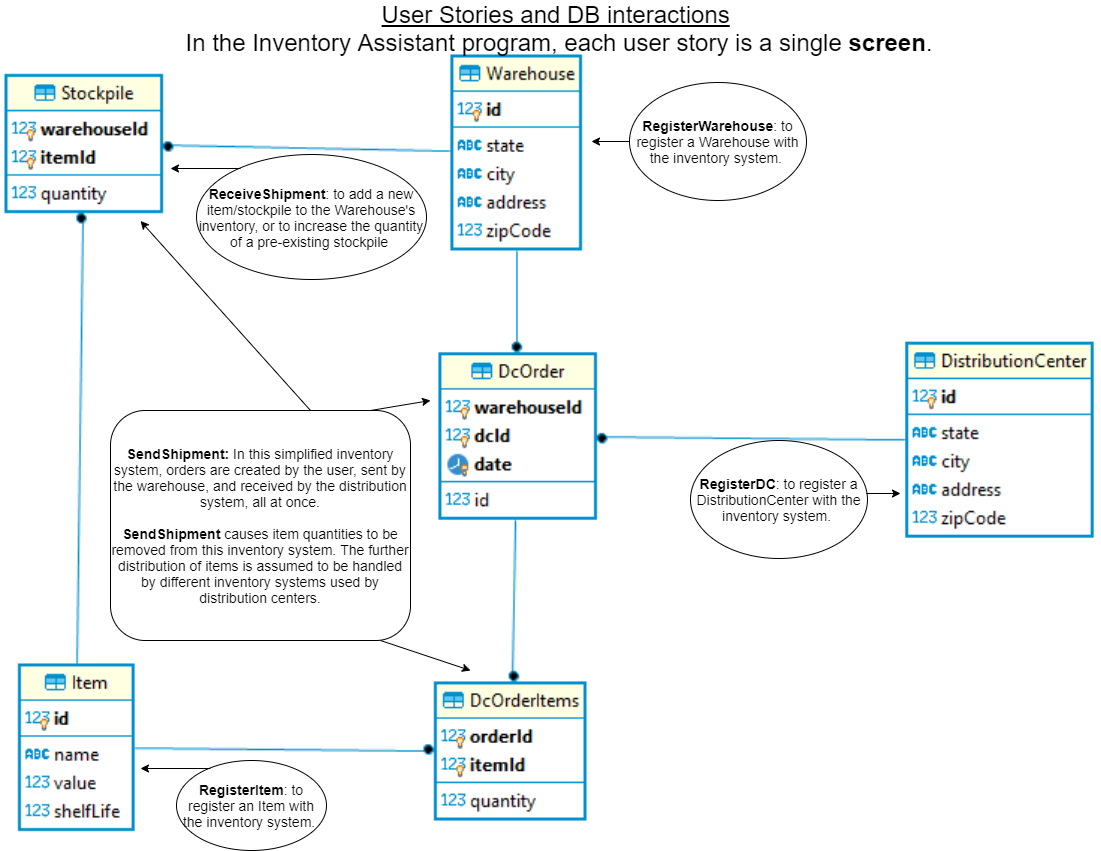 User Stories and DB interactions
In the Inventory Assistant program, each user story is a single screen.
Stockpile
123 warehouseId
123 itemId
123 quantity
Warehouse
123 id
ABC state
ABC city
ABC address
123 zipCode
RegisterWarehouse: to
register a Warehouse with
the inventory system.
ReceiveShipment: to add a new
item/stockpile to the Warehouse's
inventory, or to increase the quantity
of a pre-existing stockpile
DcOrder
123 warehouseId
123 dcId
date
123 id
DistributionCenter
123 id
ABC state
ABC city
ABC address
123 zipCode
SendShipment: In this simplified inventory
system, orders are created by the user, sent by
the warehouse, and received by the distribution
system, all at once.
SendShipment causes item quantities to be
removed from this inventory system. The further
distribution of items is assumed to be handled
by different inventory systems used by
distribution centers.
RegisterDC: to register a
DistributionCenter with the
inventory system.
Item
123 id
ABC name
123 value
123 shelfLife
RegisterItem: to
register an Item with
the inventory system.
DcOrderItems
123 orderId
123 itemId
123 quantity